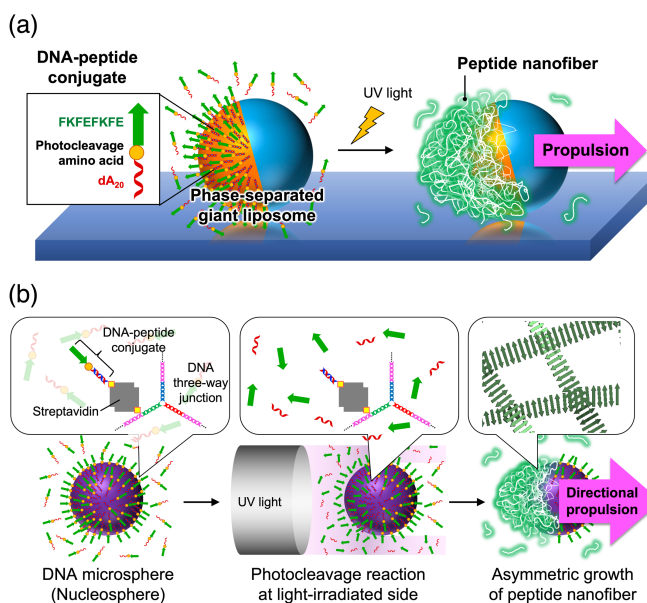 (a)
DNA-peptide
conjugate
FKFEFKFE
Photocleavage
amino acid
dA20
Phase-separated
giant liposome
UV light
Peptide nanofiber
Propulsion
(b)
DNA-peptide
conjugate
Streptavidin
DNA
three-way
junction
UV light
Directional
propulsion
DNA microsphere
(Nucleosphere)
Photocleavage reaction
at light-irradiated side
Asymmetric growth
of peptide nanofiber